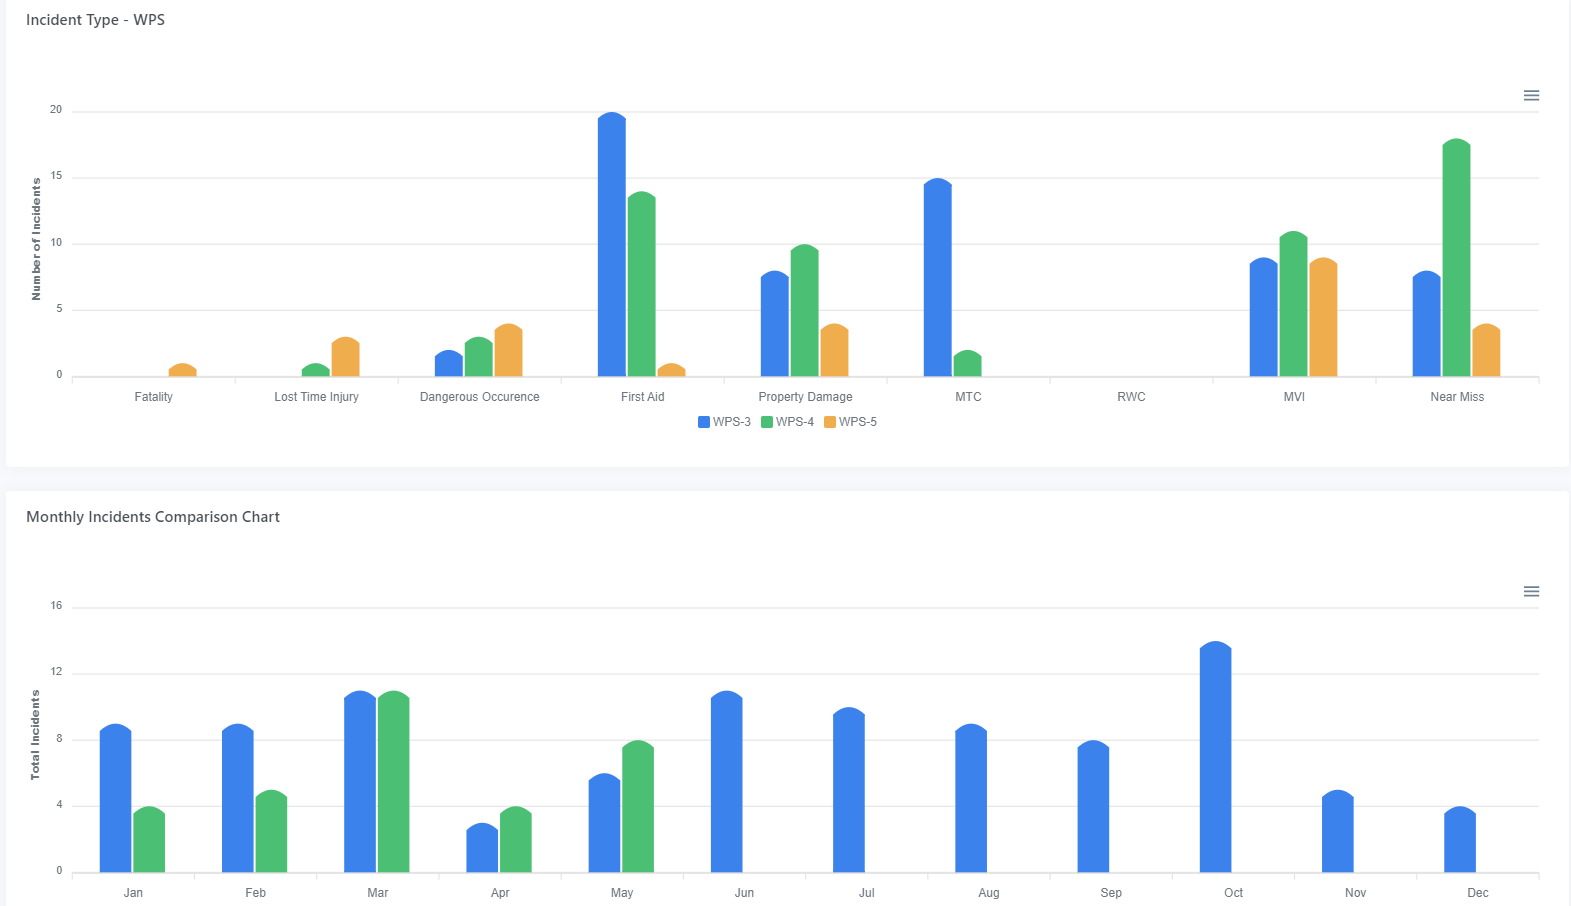 Incident Type - WPS
20
15
10
5
0
Number of Incidents
Fatality Lost Time Injury Dangerous Occurence First Aid Property Damage MTC RWC MVI Near Miss
WPS-3 WPS-4 WPS-5
Monthly Incidents Comparison Chart
16
12
8
4
0
Total Incidents
Jan Feb Mar Apr May Jun Jul Aug Sep Oct Nov Dec